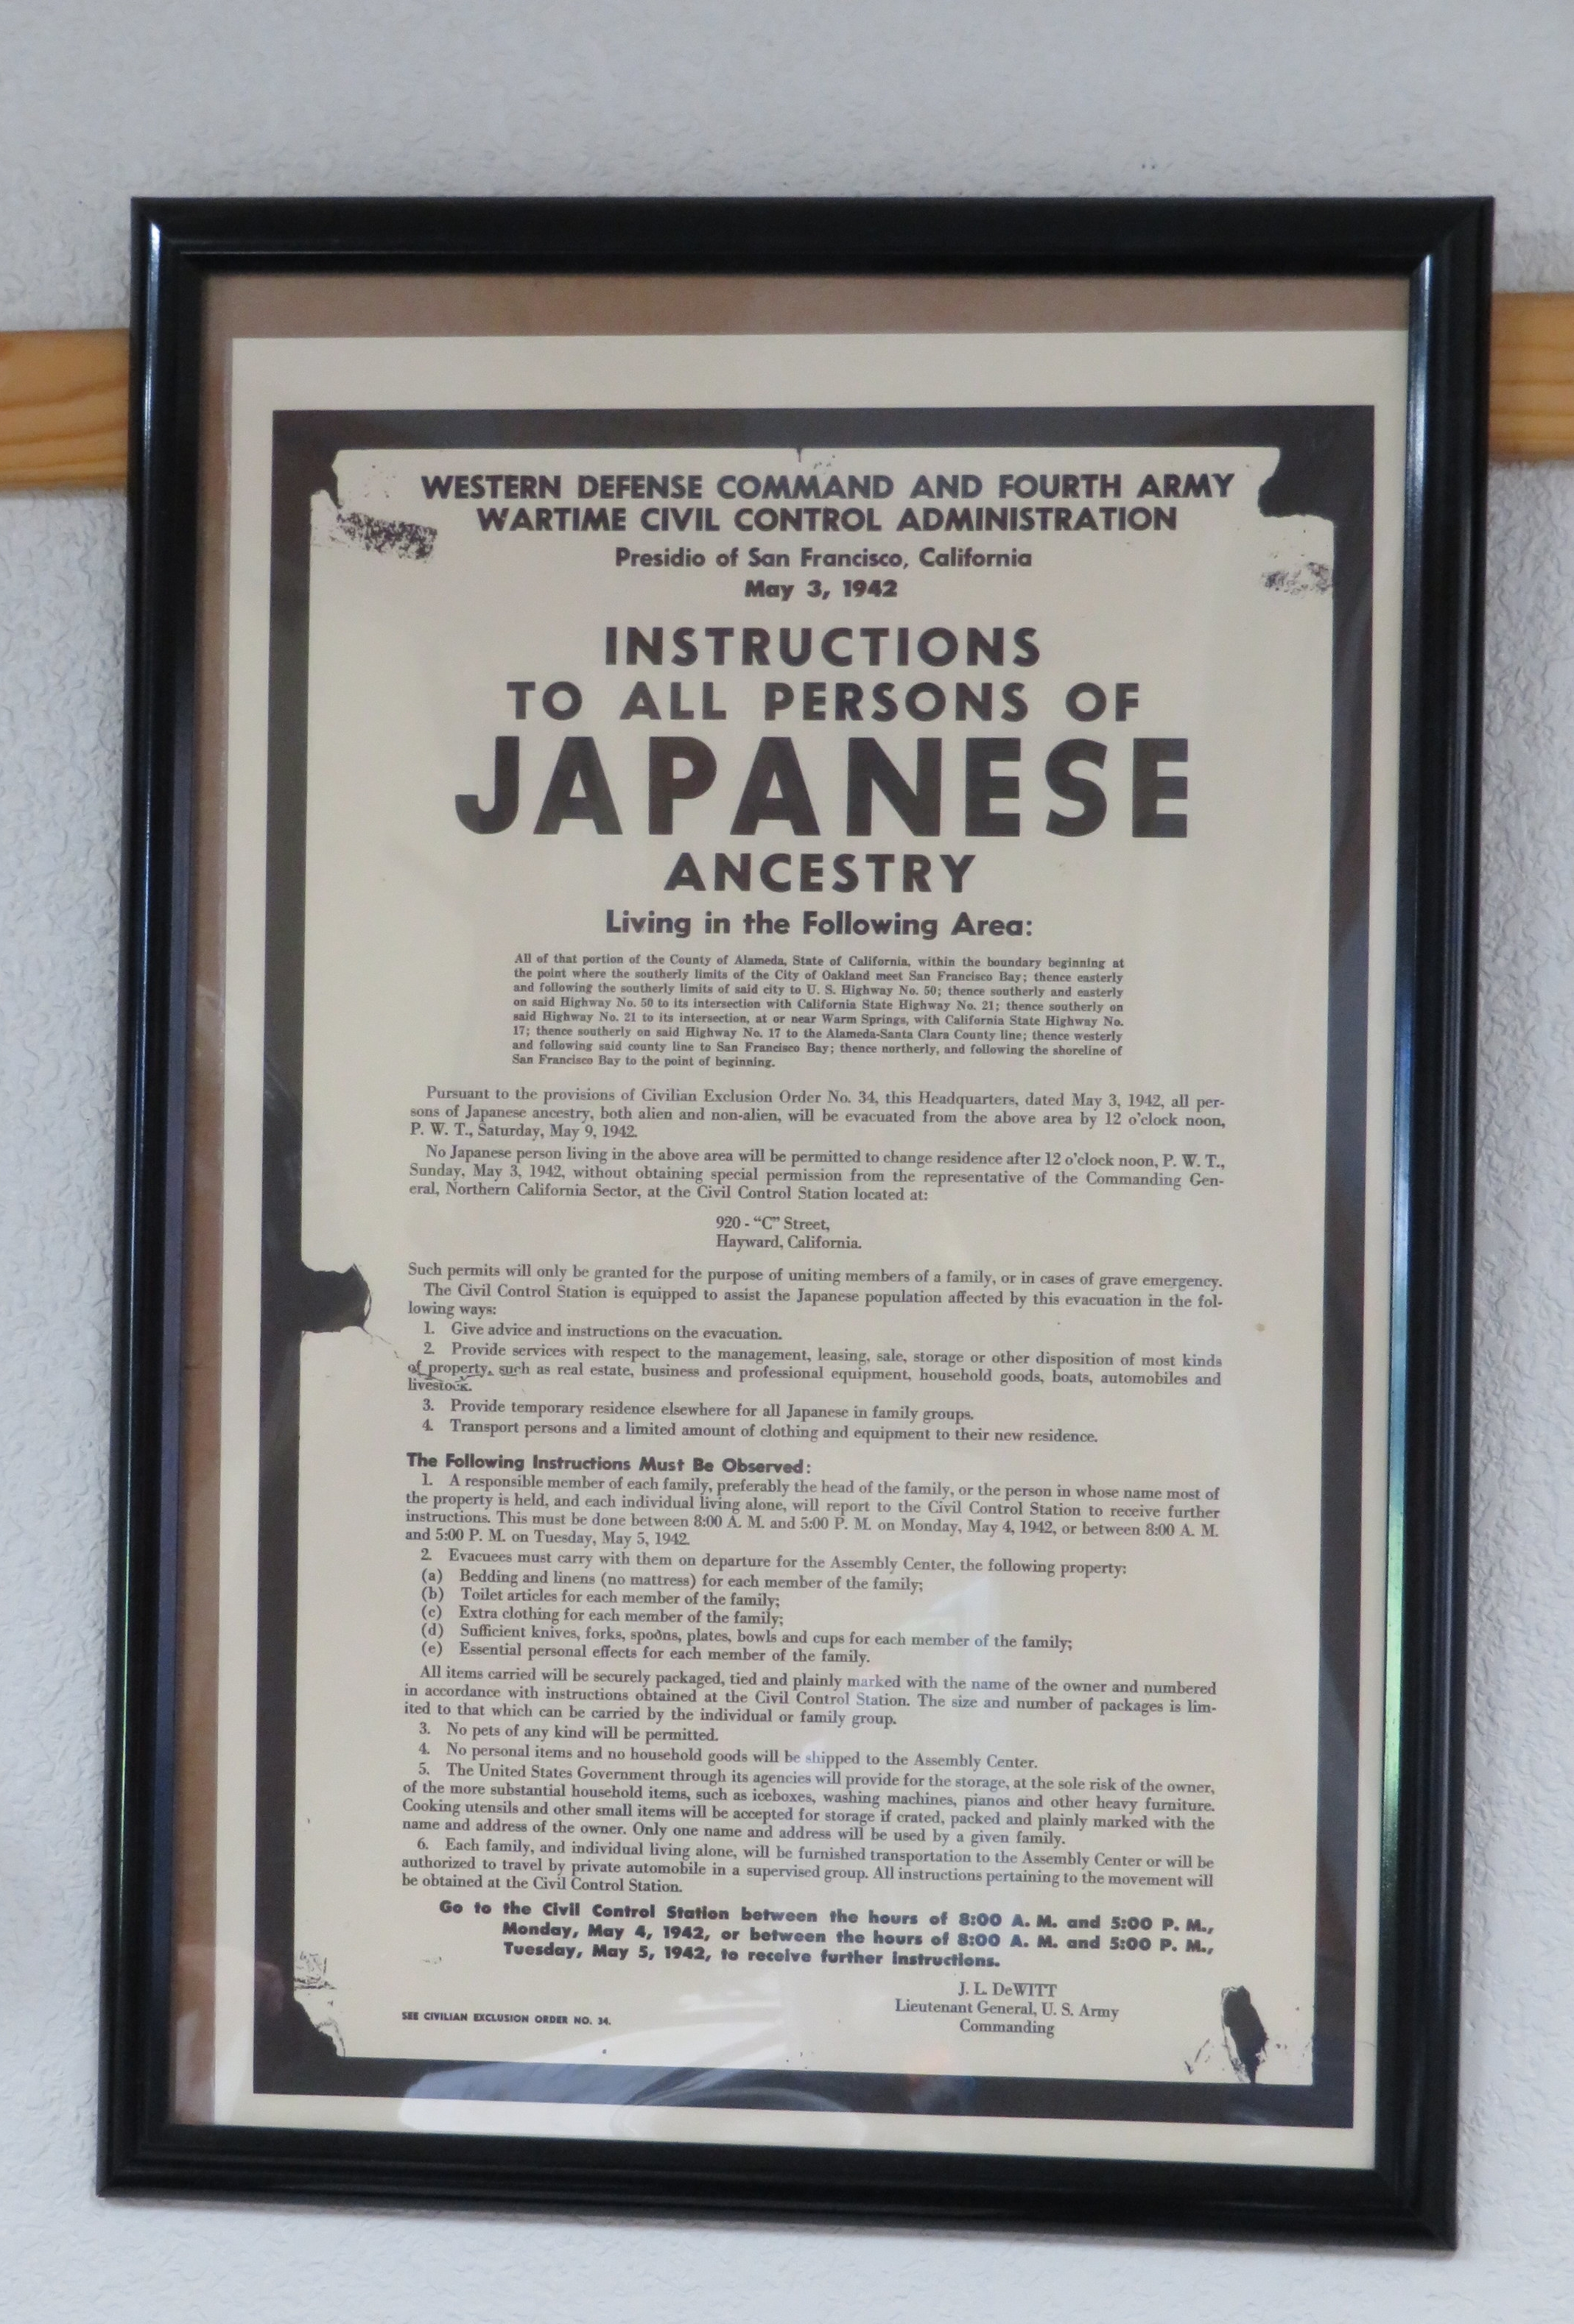 WESTERN DEFENSE COMMAND AND FOURTH ARMY
WARTIME CIVIL CONTROL ADMINISTRATION
Presidio of San Francisco, California
May 3, 1942
INSTRUCTIONS
TO ALL PERSONS OF
JAPANESE
ANCESTRY
Living in the Following Area:
All of that portion of the County of Alameda, State of California, within the boundary beginning at
the point where the southerly limits of the City of Oakland meet San Francisco Bay; thence easterly
and following the southerly limits of said city to U. S. Highway No. 50; thence southerly and easterly
on said Highway No. 50 to its intersection with California State Highway No. 21; thence southerly on
said Highway No. 21 to its intersection, at or near Warm Springs, with California State Highway No.
17; thence southerly on said Highway No. 17 to the Alameda-Santa Clara County line; thence westerly
and following said county line to San Francisco Bay; thence northerly, and following the shoreline of
San Francisco Bay to the point of beginning.
Pursuant to the provisions of Civilian Exclusion Order No. 34, this Headquarters, dated May 3, 1942, all per-
sons of Japanese ancestry, both alien and non-alien, will be evacuated from the above area by 12 o'clock noon,
P. W. T., Saturday, May 9, 1942.
No Japanese person living in the above area will be permitted to change residence after 12 o'clock noon, P. W. T.,
Sunday, May 3, 1942, without obtaining special permission from the representative of the Commanding Gen-
eral, Northern California Sector, at the Civil Control Station located at:
920 - "C" Street,
Hayward, California.
Such permits will only be granted for the purpose of uniting members of a family, or in cases of grave emergency.
The Civil Control Station is equipped to assist the Japanese population affected by this evacuation in the fol-
lowing ways:
1. Give advice and instructions on the evacuation.
2. Provide services with respect to the management, leasing, sale, storage or other disposition of most kinds
of property, such as real estate, business and professional equipment, household goods, boats, automobiles and
livestock.
3. Provide temporary residence elsewhere for all Japanese in family groups.
4. Transport persons and a limited amount of clothing and equipment to their new residence.
The Following Instructions Must Be Observed:
1. A responsible member of each family, preferably the head of the family, or the person in whose name most of
the property is held, and each individual living alone, will report to the Civil Control Station to receive further
instructions. This must be done between 8:00 A. M. and 5:00 P. M. on Monday, May 4, 1942, or between 8:00 A. M.
and 5:00 P. M. on Tuesday, May 5, 1942.
2. Evacuees must carry with them on departure for the Assembly Center, the following property:
(a) Bedding and linens (no mattress) for each member of the family;
(b) Toilet articles for each member of the family;
(c) Extra clothing for each member of the family;
(d) Sufficient knives, forks, spoons, plates, bowls and cups for each member of the family;
(e) Essential personal effects for each member of the family.
All items carried will be securely packaged, tied and plainly marked with the name of the owner and numbered
in accordance with instructions obtained at the Civil Control Station. The size and number of packages is lim-
ited to that which can be carried by the individual or family group.
3. No pets of any kind will be permitted.
4. No personal items and no household goods will be shipped to the Assembly Center.
5. The United States Government through its agencies will provide for the storage, at the sole risk of the owner,
of the more substantial household items, such as iceboxes, washing machines, pianos and other heavy furniture.
Cooking utensils and other small items will be accepted for storage if crated, packed and plainly marked with the
name and address of the owner. Only one name and address will be used by a given family.
6. Each family, and individual living alone, will be furnished transportation to the Assembly Center or will be
authorized to travel by private automobile in a supervised group. All instructions pertaining to the movement will
be obtained at the Civil Control Station.
Go to the Civil Control Station between the hours of 8:00 A. M. and 5:00 P. M.,
Monday, May 4, 1942, or between the hours of 8:00 A. M. and 5:00 P. M.,
Tuesday, May 5, 1942, to receive further instructions.
J. L. DeWITT
Lieutenant General, U. S. Army
Commanding
SEE CIVILIAN EXCLUSION ORDER NO. 34.